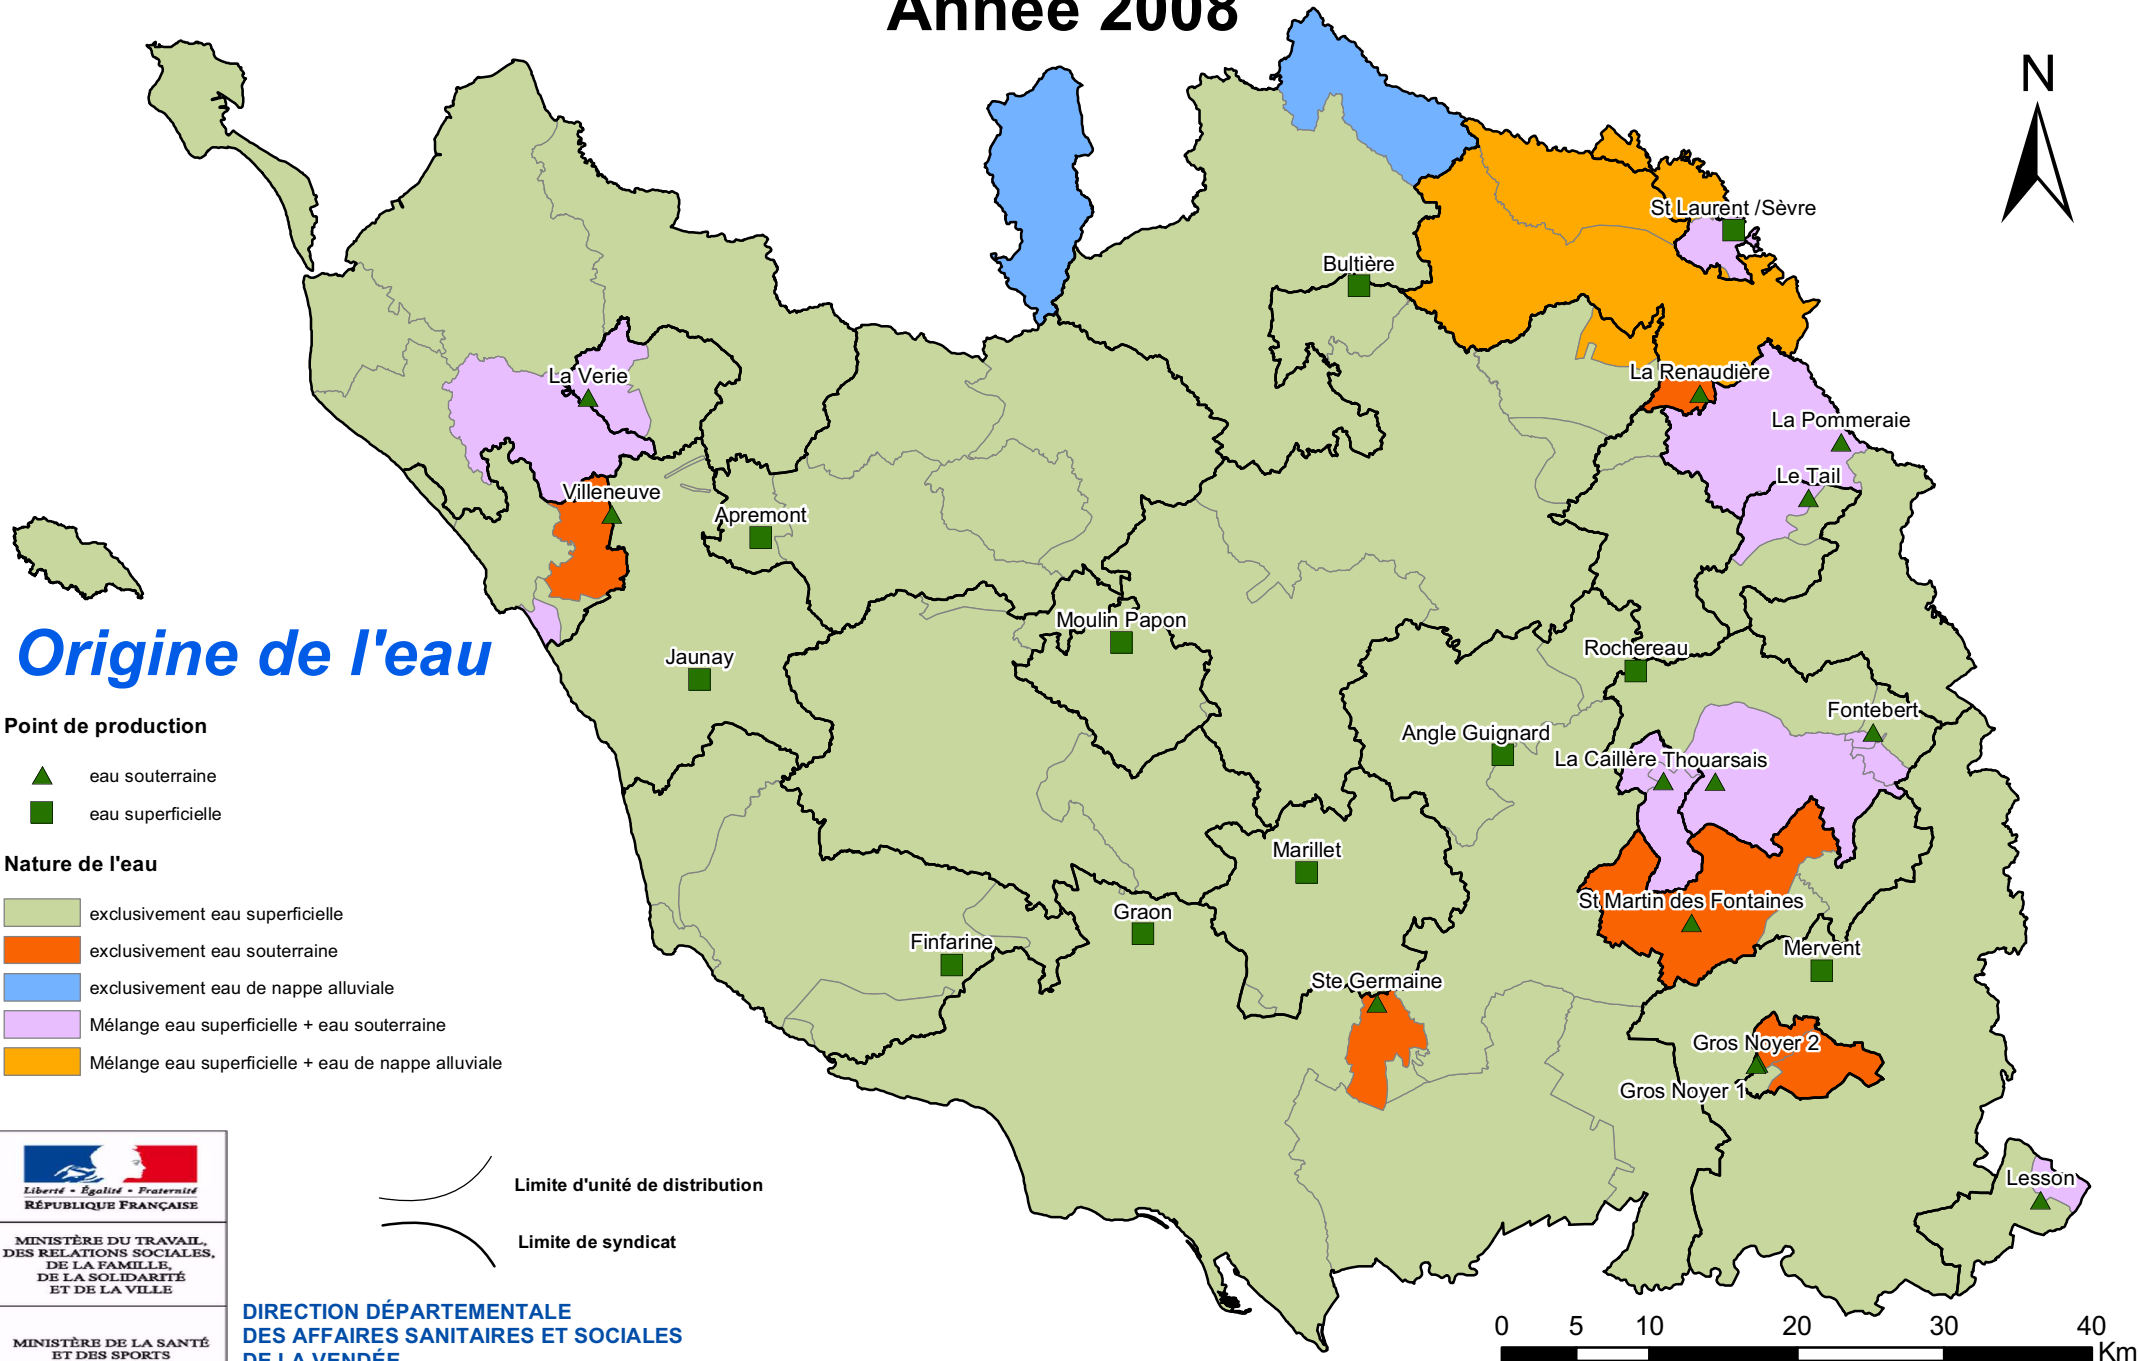 Année 2008
N
St Laurent /Sèvre
Bultière
La Renaudière
La Verie
La Pommeraie
Le Tail
Villeneuve
Apremont
Origine de l'eau
Moulin Papon
Jaunay
Rochereau
Fontebert
Angle Guignard
La Caillère
Thouarsais
Point de production
eau souterraine
eau superficielle
Marillet
Nature de l'eau
exclusivement eau superficielle
exclusivement eau souterraine
exclusivement eau de nappe alluviale
Mélange eau superficielle + eau souterraine
Mélange eau superficielle + eau de nappe alluviale
St Martin des Fontaines
Graon
Finfarine
Mervent
Ste Germaine
Gros Noyer 2
Gros Noyer 1
Lesson
Liberté • Égalité • Fraternité
RÉPUBLIQUE FRANÇAISE
MINISTÈRE DU TRAVAIL,
DES RELATIONS SOCIALES,
DE LA FAMILLE,
DE LA SOLIDARITÉ
ET DE LA VILLE
MINISTÈRE DE LA SANTÉ
ET DES SPORTS
Limite d'unité de distribution
Limite de syndicat
DIRECTION DÉPARTEMENTALE
DES AFFAIRES SANITAIRES ET SOCIALES
DE LA VENDÉE
0 5 10 20 30 40
Km